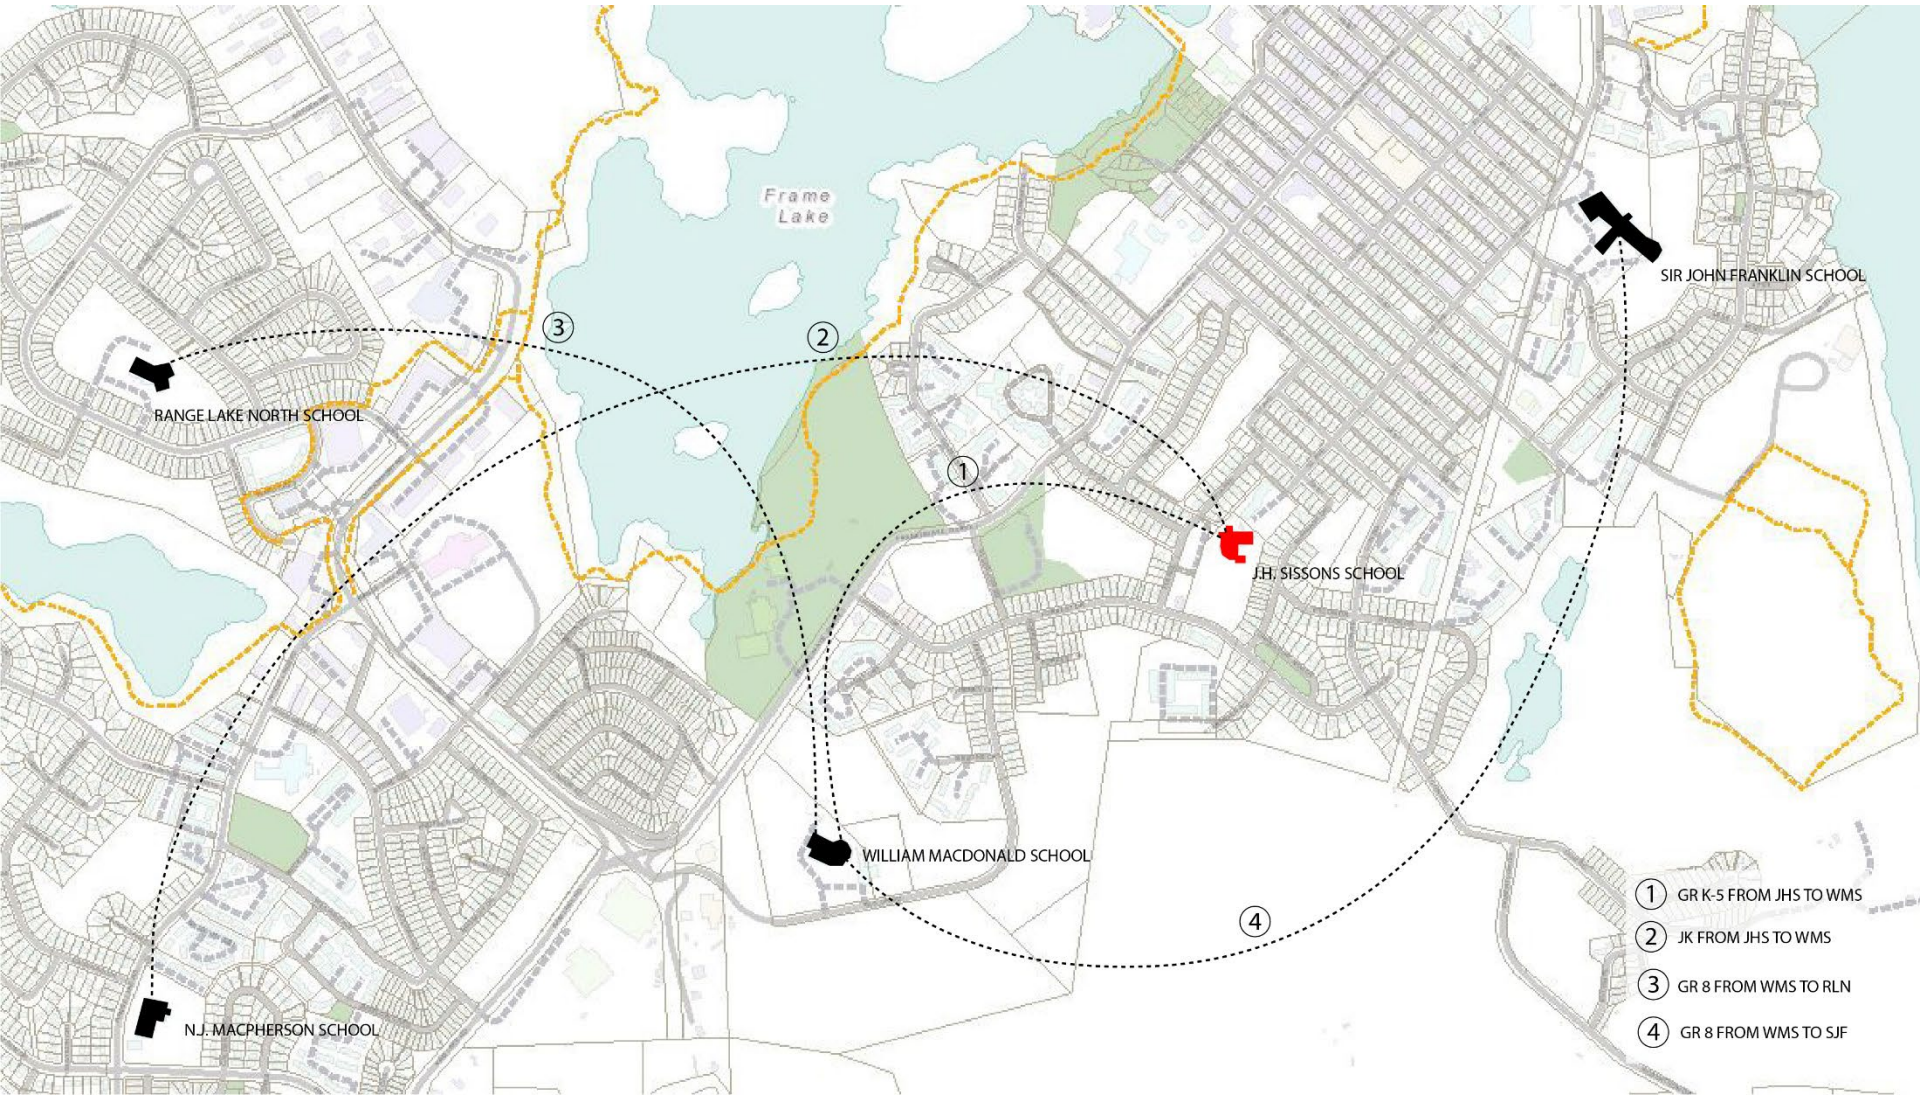 Frame
Lake
SIR JOHN FRANKLIN SCHOOL
3
2
RANGE LAKE NORTH SCHOOL
1
J.H. SISSONS SCHOOL
WILLIAM MACDONALD SCHOOL
4
N.J. MACPHERSON SCHOOL
1 GR K-5 FROM JHS TO WMS
2 JK FROM JHS TO WMS
3 GR 8 FROM WMS TO RLN
4 GR 8 FROM WMS TO SJF